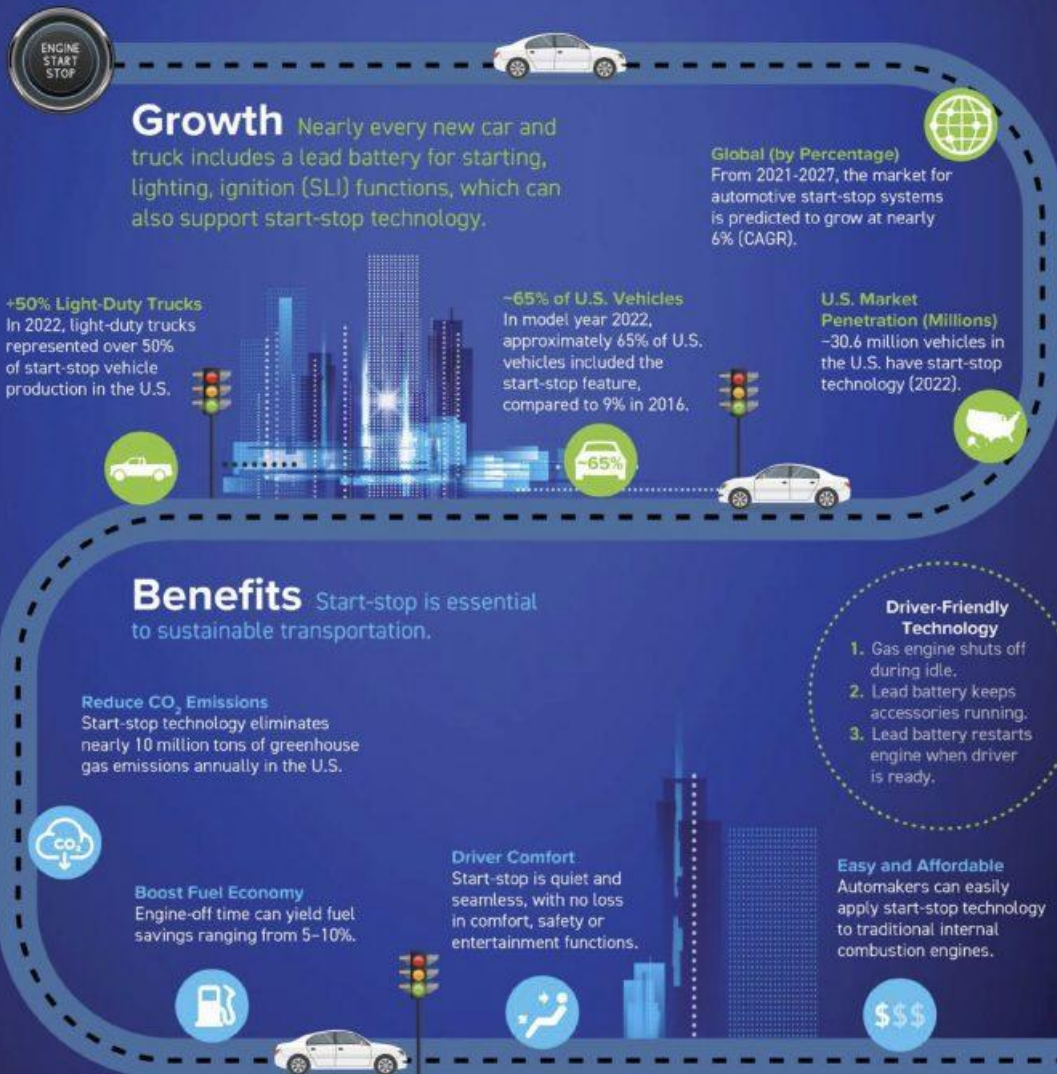 ENGINE
START
STOP
Growth Nearly every new car and
truck includes a lead battery for starting,
lighting, ignition (SLI) functions, which can
also support start-stop technology.
Global (by Percentage)
From 2021-2027, the market for
automotive start-stop systems
is predicted to grow at nearly
6% (CAGR).
+50% Light-Duty Trucks
In 2022, light-duty trucks
represented over 50%
of start-stop vehicle
production in the U.S.
~65% of U.S. Vehicles
In model year 2022,
approximately 65% of U.S.
vehicles included the
start-stop feature,
compared to 9% in 2016.
~65%
U.S. Market
Penetration (Millions)
~30.6 million vehicles in
the U.S. have start-stop
technology (2022).
Benefits Start-stop is essential
to sustainable transportation.
Driver-Friendly
Technology
1. Gas engine shuts off
during idle.
2. Lead battery keeps
accessories running.
3. Lead battery restarts
engine when driver
is ready.
Reduce CO₂ Emissions
Start-stop technology eliminates
nearly 10 million tons of greenhouse
gas emissions annually in the U.S.
CO₂
Boost Fuel Economy
Engine-off time can yield fuel
savings ranging from 5–10%.
Driver Comfort
Start-stop is quiet and
seamless, with no loss
in comfort, safety or
entertainment functions.
Easy and Affordable
Automakers can easily
apply start-stop technology
to traditional internal
combustion engines.
$$$